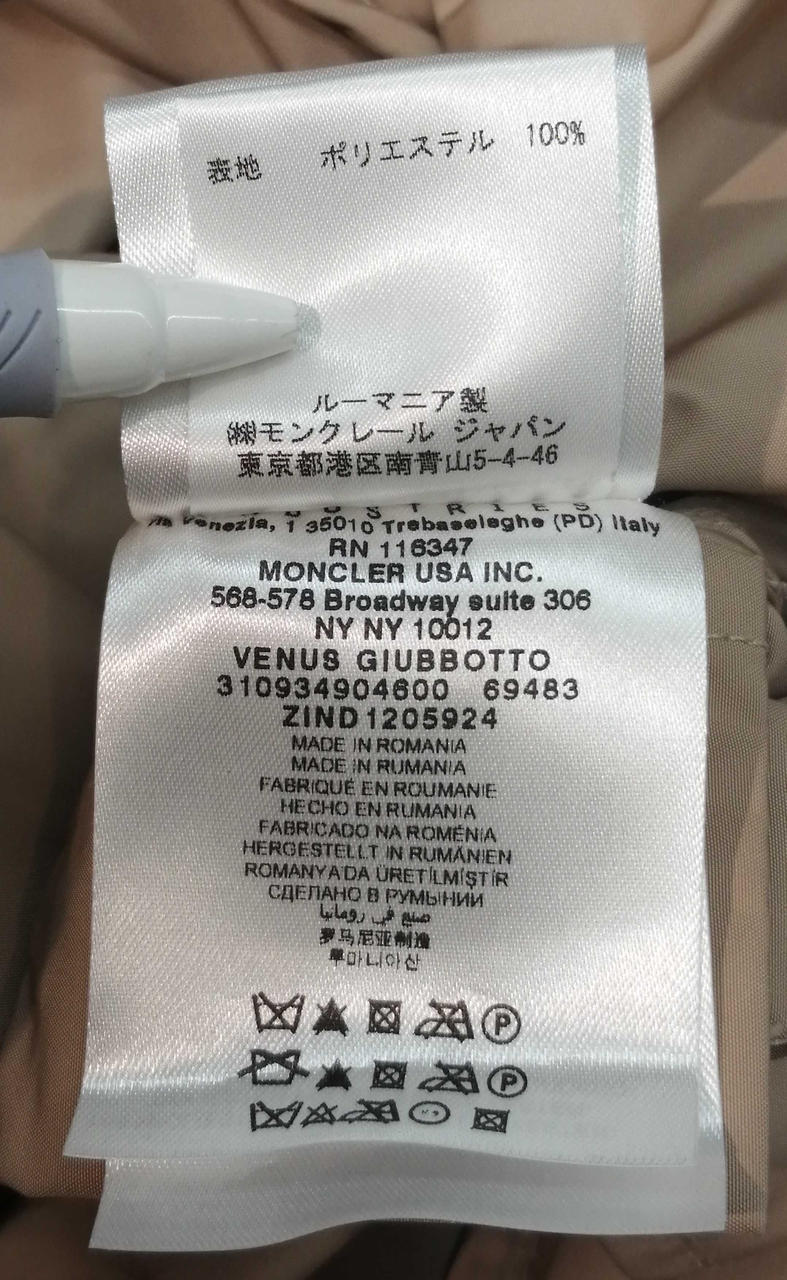 表地 ポリエステル 100%
ルーマニア製
㈱モンクレール ジャパン
東京都港区南青山5-4-46
Venezia, 1 35010 Trebaseleghe (PD) Italy
RN 116347
MONCLER USA INC.
568-578 Broadway suite 306
NY NY 10012
VENUS GIUBBOTTO
310934904600 69483
ZIND1205924
MADE IN ROMANIA
MADE IN RUMANIA
FABRIQUÉ EN ROUMANIE
HECHO EN RUMANIA
FABRICADO NA ROMÉNIA
HERGESTELLT IN RUMÄNIEN
ROMANYA'DA ÜRETİLMİŞTİR
СДЕЛАНО В РУМЫНИИ
صنع في رومانيا
罗马尼亚制造
루마니아산
P
P